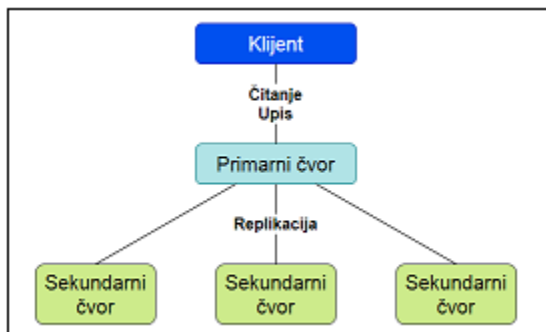 Klijent
Čitanje
Upis
Primarni čvor
Replikacija
Sekundarni
čvor
Sekundarni
čvor
Sekundarni
čvor